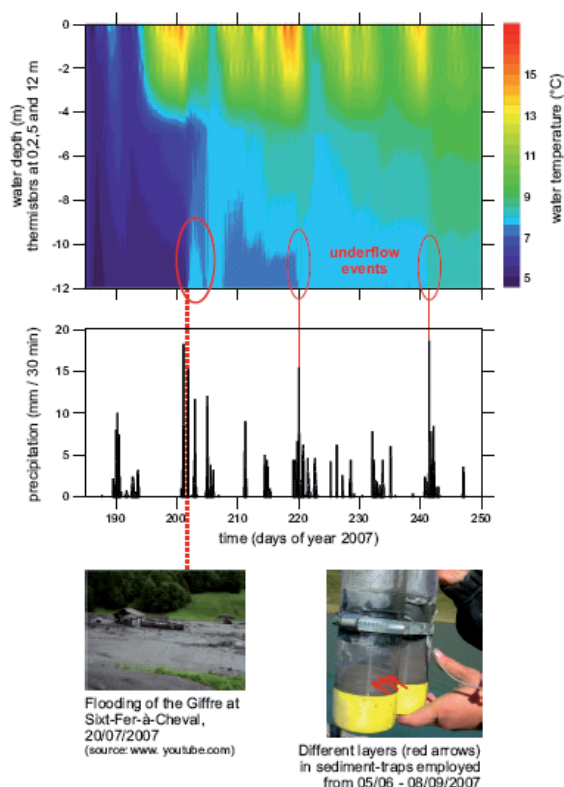 water depth (m)
thermistors at 0,2,5 and 12 m
0
-2
-4
-6
-8
-10
-12
underflow
events
15
13
11
9
7
5
water temperature (°C)
precipitation (mm / 30 min)
20
15
10
5
0
190 200 210 220 230 240 250
time (days of year 2007)
Flooding of the Giffre at
Sixt-Fer-à-Cheval,
20/07/2007
(source: www. youtube.com)
Different layers (red arrows)
in sediment-traps employed
from 05/06 - 08/09/2007